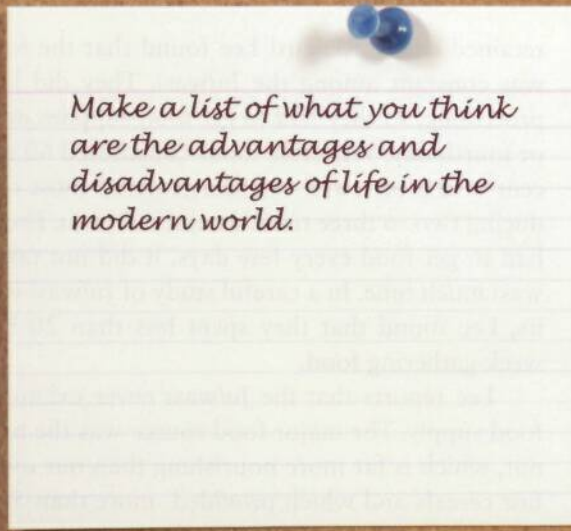 Make a list of what you think
are the advantages and
disadvantages of life in the
modern world.